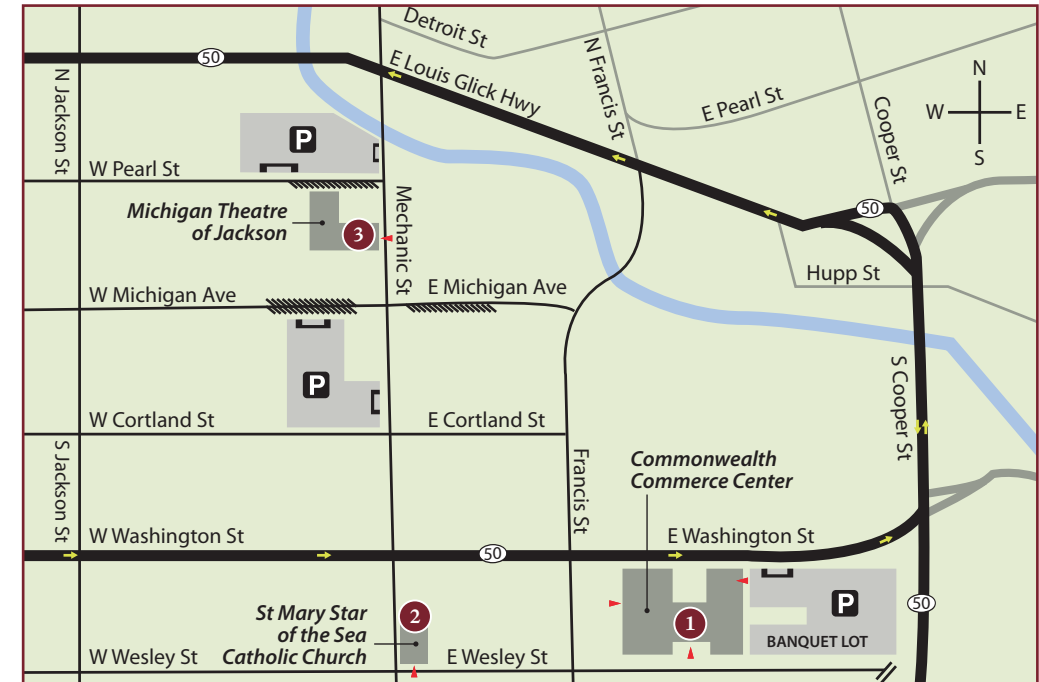 Detroit St
50
E Louis Glick Hwy
N Francis St
E Pearl St
Cooper St
N
W E
S
N Jackson St
P
W Pearl St
Mechanic St
Michigan Theatre
of Jackson
3
50
Hupp St
W Michigan Ave
E Michigan Ave
P
S Cooper St
W Cortland St
E Cortland St
S Jackson St
Francis St
Commonwealth
Commerce Center
W Washington St
50
E Washington St
St Mary Star
of the Sea
Catholic Church
2
1
P
BANQUET LOT
50
W Wesley St
E Wesley St